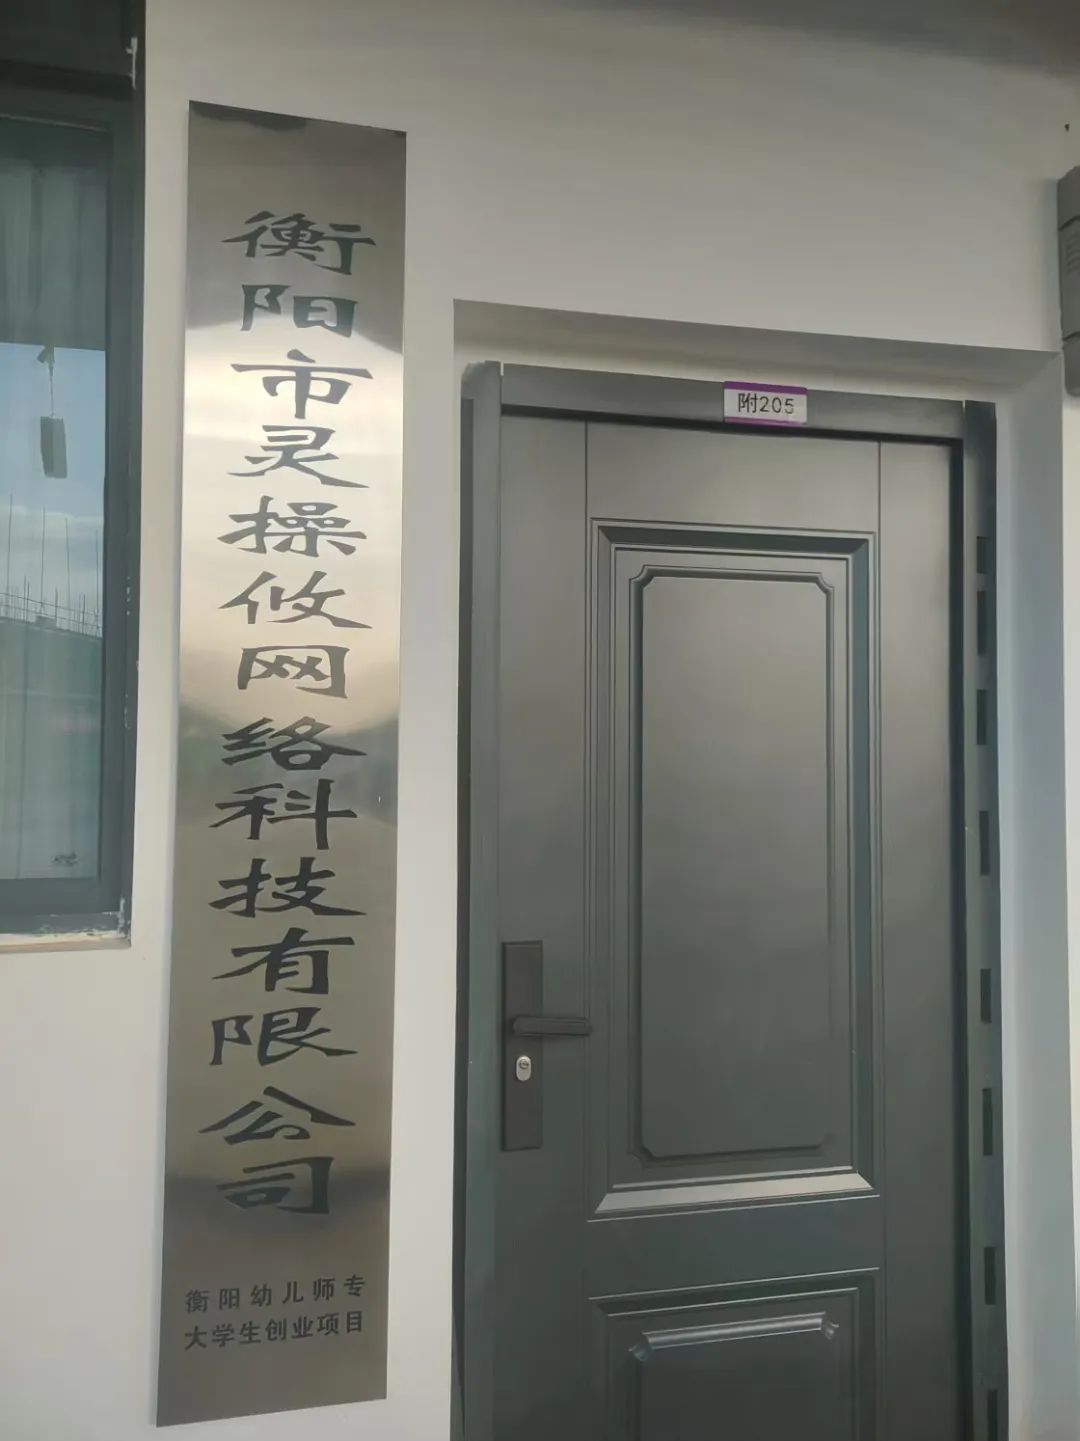 衡阳市灵操攸网络科技有限公司
衡阳幼儿师专
大学生创业项目
附205